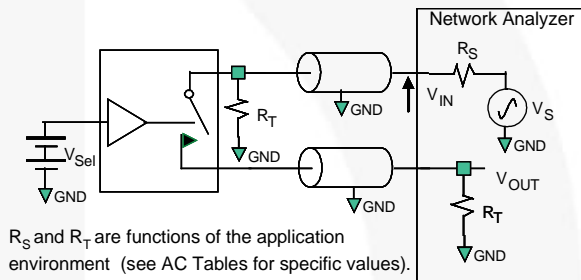 Network Analyzer
R_S
V_IN
V_S
GND
GND
R_T
GND
V_Sel
GND
GND
V_OUT
R_T
GND
R_S and R_T are functions of the application
environment (see AC Tables for specific values).